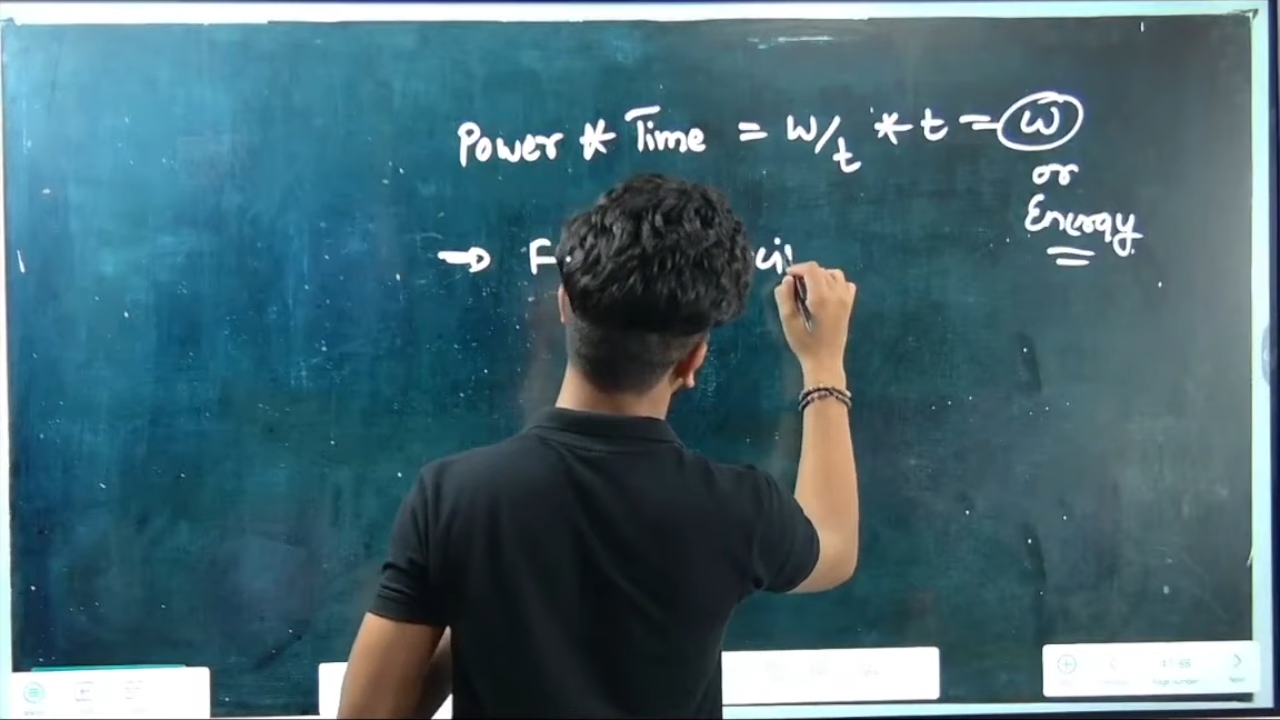 Power * Time = W/t * t = W
or
Energy
→ F